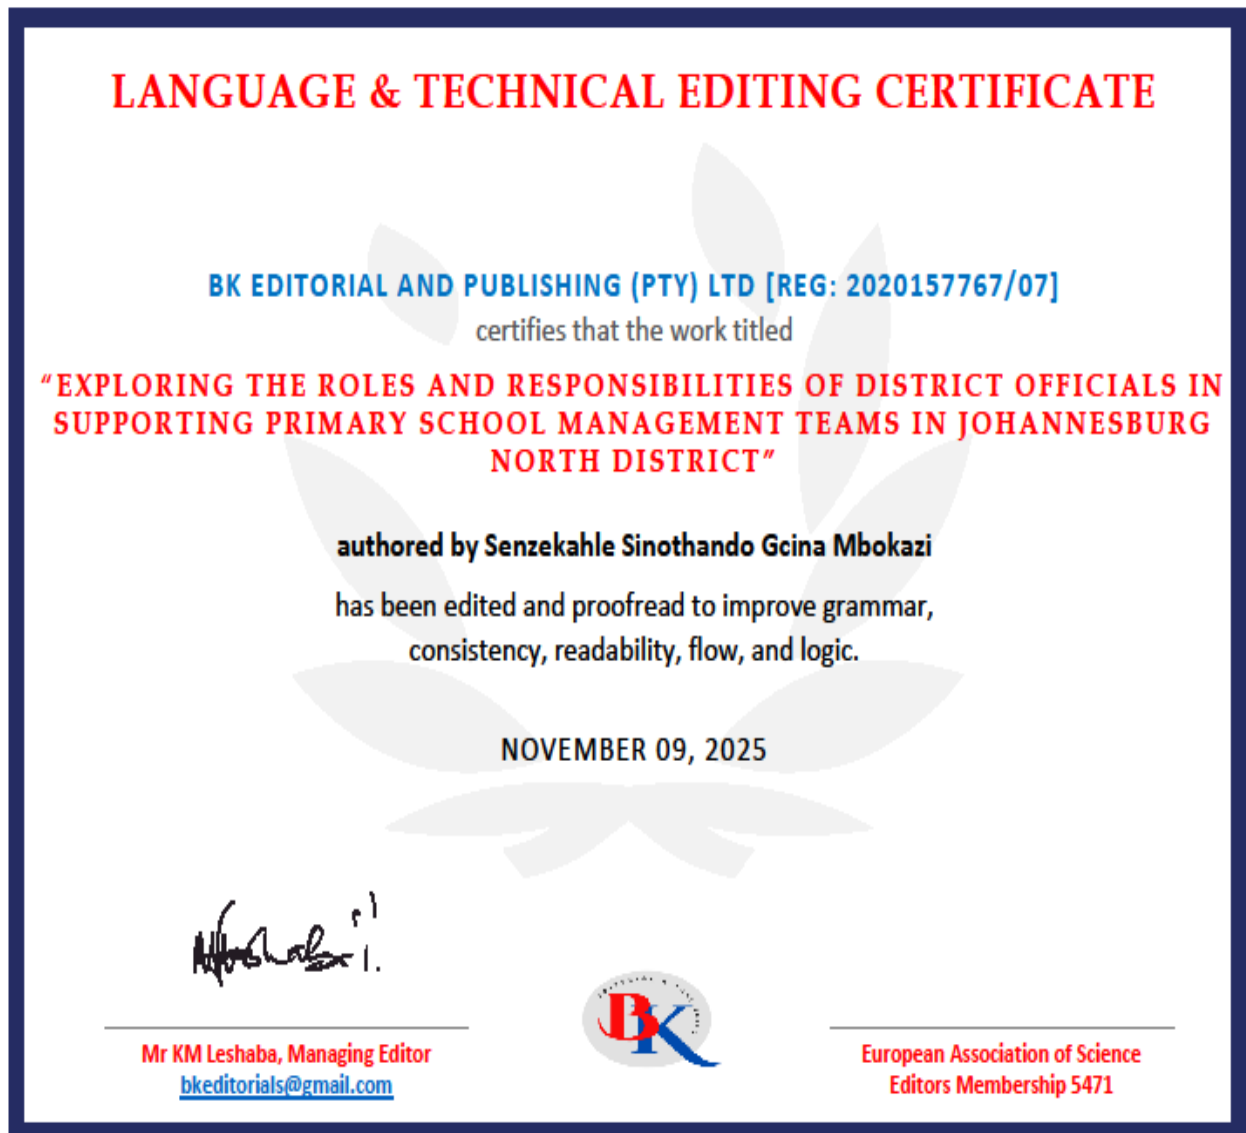 LANGUAGE & TECHNICAL EDITING CERTIFICATE
BK EDITORIAL AND PUBLISHING (PTY) LTD [REG: 2020157767/07]
certifies that the work titled
“EXPLORING THE ROLES AND RESPONSIBILITIES OF DISTRICT OFFICIALS IN
SUPPORTING PRIMARY SCHOOL MANAGEMENT TEAMS IN JOHANNESBURG
NORTH DISTRICT”
authored by Senzekahle Sinothando Gcina Mbokazi
has been edited and proofread to improve grammar,
consistency, readability, flow, and logic.
NOVEMBER 09, 2025
BK
Mr KM Leshaba, Managing Editor
bkeditorials@gmail.com
European Association of Science
Editors Membership 5471